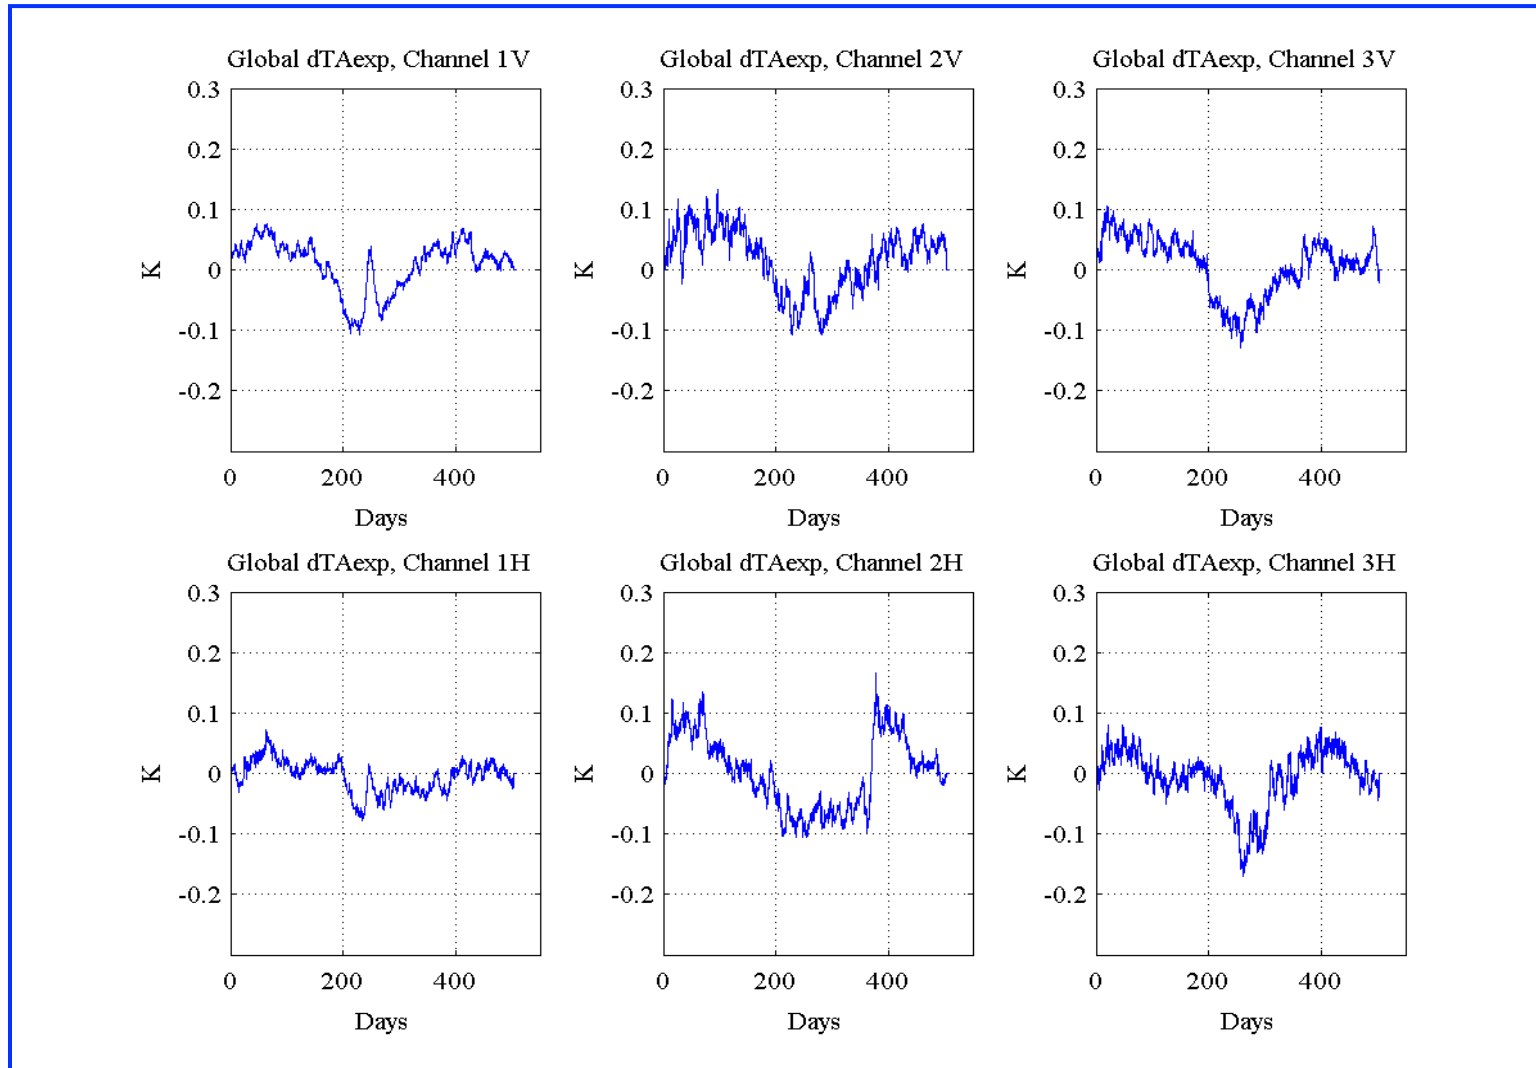 Global dTAexp, Channel 1V
0.3
0.2
0.1
0
-0.1
-0.2
K
0 200 400
Days
Global dTAexp, Channel 2V
0.3
0.2
0.1
0
-0.1
-0.2
K
0 200 400
Days
Global dTAexp, Channel 3V
0.3
0.2
0.1
0
-0.1
-0.2
K
0 200 400
Days
Global dTAexp, Channel 1H
0.3
0.2
0.1
0
-0.1
-0.2
K
0 200 400
Days
Global dTAexp, Channel 2H
0.3
0.2
0.1
0
-0.1
-0.2
K
0 200 400
Days
Global dTAexp, Channel 3H
0.3
0.2
0.1
0
-0.1
-0.2
K
0 200 400
Days